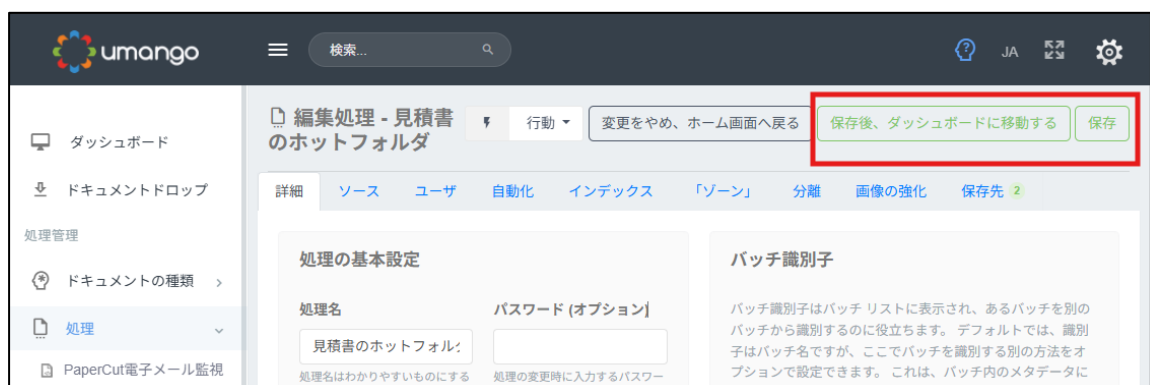 umango
検索...
JA
ダッシュボード
ドキュメントドロップ
処理管理
ドキュメントの種類
処理
PaperCut電子メール監視
編集処理 - 見積書
のホットフォルダ
行動
変更をやめ、ホーム画面へ戻る
保存後、ダッシュボードに移動する
保存
詳細 ソース ユーザ 自動化 インデックス 「ゾーン」 分離 画像の強化 保存先 2
処理の基本設定
処理名
パスワード (オプション)
見積書のホットフォル
処理名はわかりやすいものにする
処理の変更時に入力するパスワー
バッチ識別子
バッチ識別子はバッチ リストに表示され、あるバッチを別の
バッチから識別するのに役立ちます。 デフォルトでは、識別
子はバッチ名ですが、ここでバッチを識別する別の方法をオ
プションで設定できます。 これは、バッチ内のメタデータに